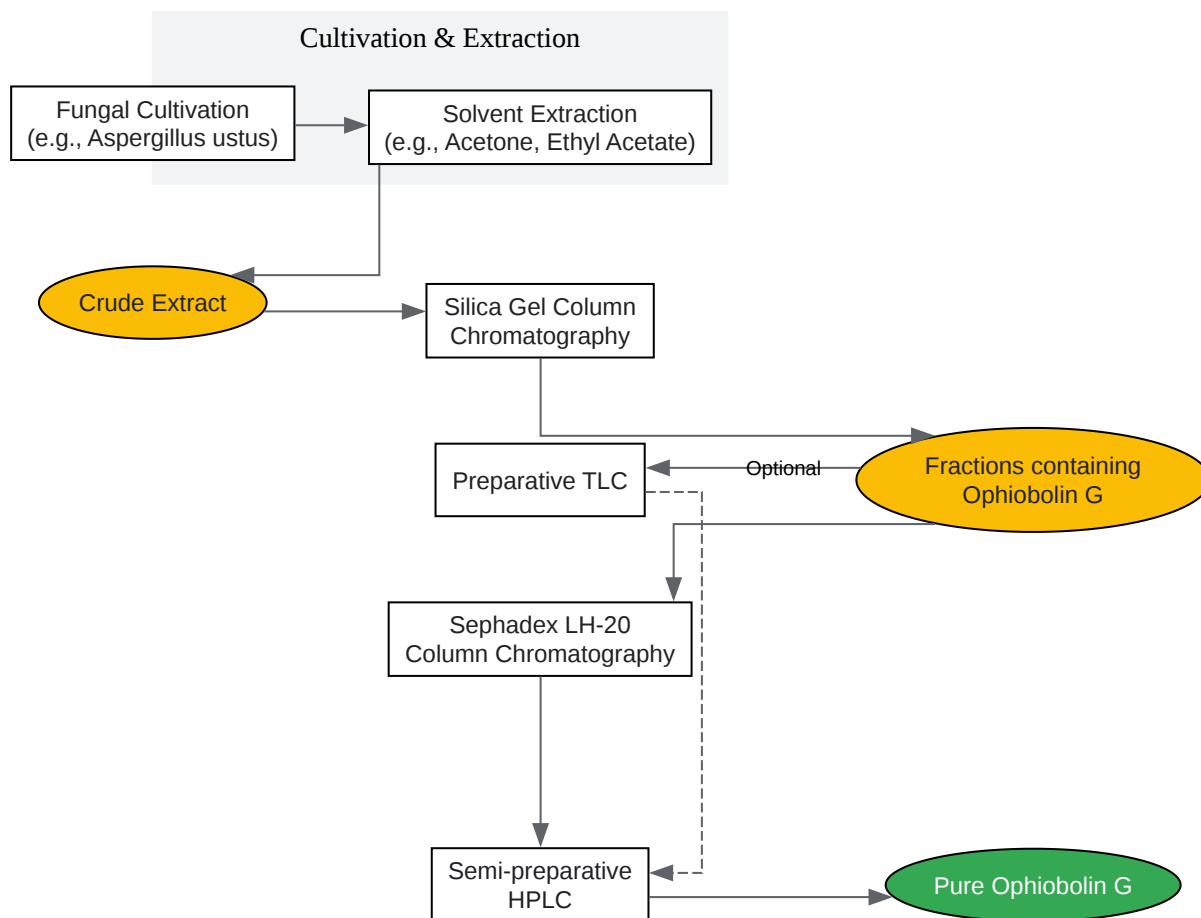 Cultivation & Extraction
Fungal Cultivation
(e.g., Aspergillus ustus)
Solvent Extraction
(e.g., Acetone, Ethyl Acetate)
Crude Extract
Silica Gel Column
Chromatography
Fractions containing
Ophiobolin G
Optional
Preparative TLC
Sephadex LH-20
Column Chromatography
Semi-preparative
HPLC
Pure Ophiobolin G